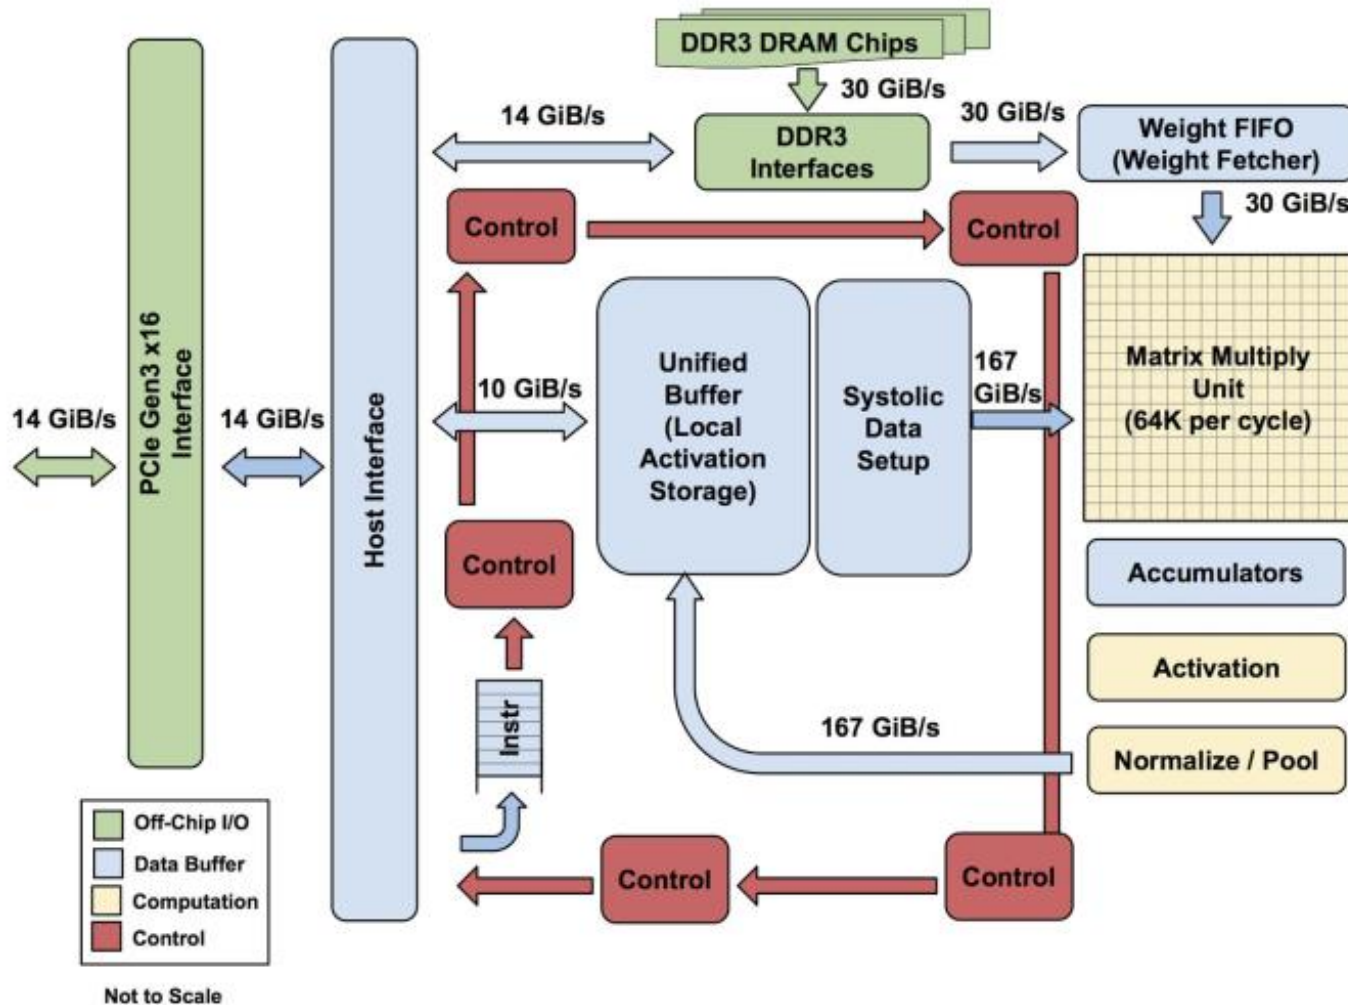 DDR3 DRAM Chips
30 GiB/s
14 GiB/s
DDR3
Interfaces
30 GiB/s
Weight FIFO
(Weight Fetcher)
30 GiB/s
Control
Control
PCIe Gen3 x16
Interface
14 GiB/s
14 GiB/s
Host Interface
10 GiB/s
Unified
Buffer
(Local
Activation
Storage)
Systolic
Data
Setup
167
GiB/s
Matrix Multiply
Unit
(64K per cycle)
Control
Accumulators
Activation
Instr
167 GiB/s
Normalize / Pool
Control
Control
Off-Chip I/O
Data Buffer
Computation
Control
Not to Scale